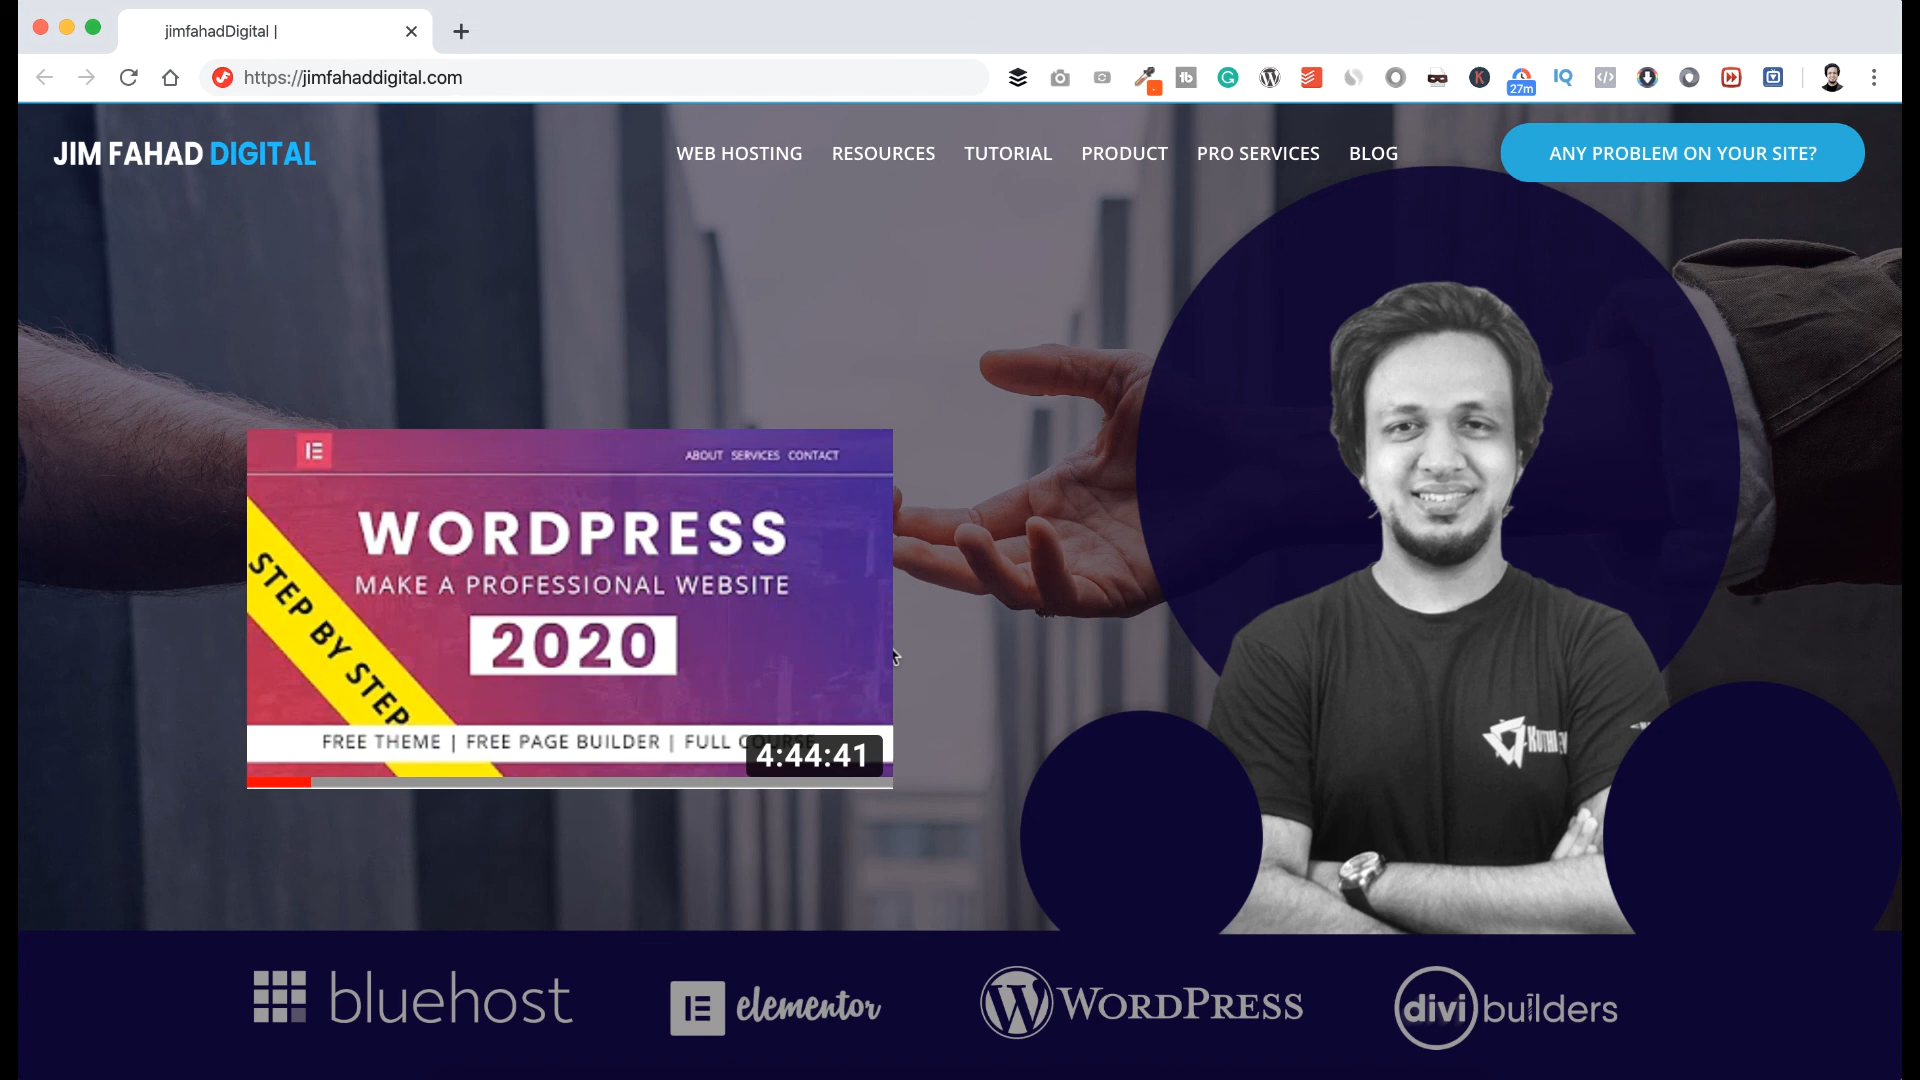 jimfahadDigital |
https://jimfahaddigital.com
27m
JIM FAHAD DIGITAL
WEB HOSTING
RESOURCES
TUTORIAL
PRODUCT
PRO SERVICES
BLOG
ANY PROBLEM ON YOUR SITE?
ABOUT SERVICES CONTACT
WORDPRESS
MAKE A PROFESSIONAL WEBSITE
2020
STEP BY STEP
FREE THEME | FREE PAGE BUILDER | FULL COURSE
4:44:41
bluehost
elementor
WORDPRESS
divi builders